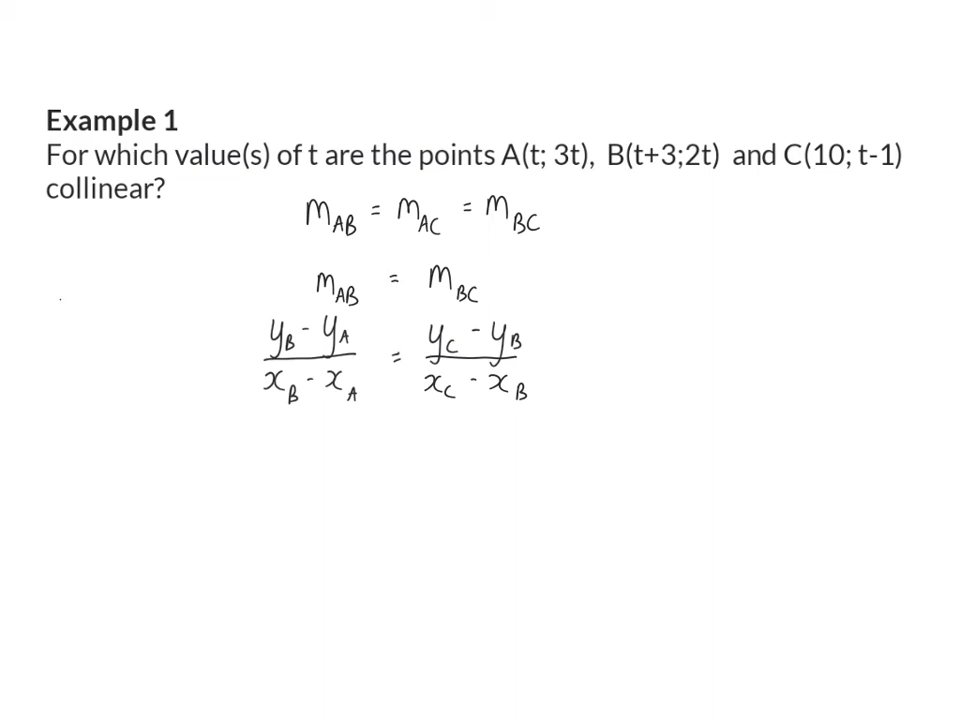 Example 1
For which value(s) of t are the points A(t; 3t), B(t+3;2t) and C(10; t-1)
collinear?
m_AB = m_AC = m_BC
m_AB = m_BC
y_B - y_A / x_B - x_A = y_C - y_B / x_C - x_B